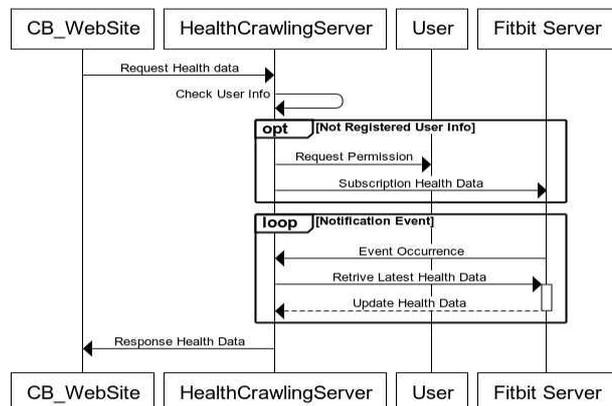 CB_WebSite HealthCrawlingServer User Fitbit Server
Request Health data
Check User Info
opt [Not Registered User Info]
Request Permission
Subscription Health Data
loop [Notification Event]
Event Occurrence
Retrive Latest Health Data
Update Health Data
Response Health Data
CB_WebSite HealthCrawlingServer User Fitbit Server